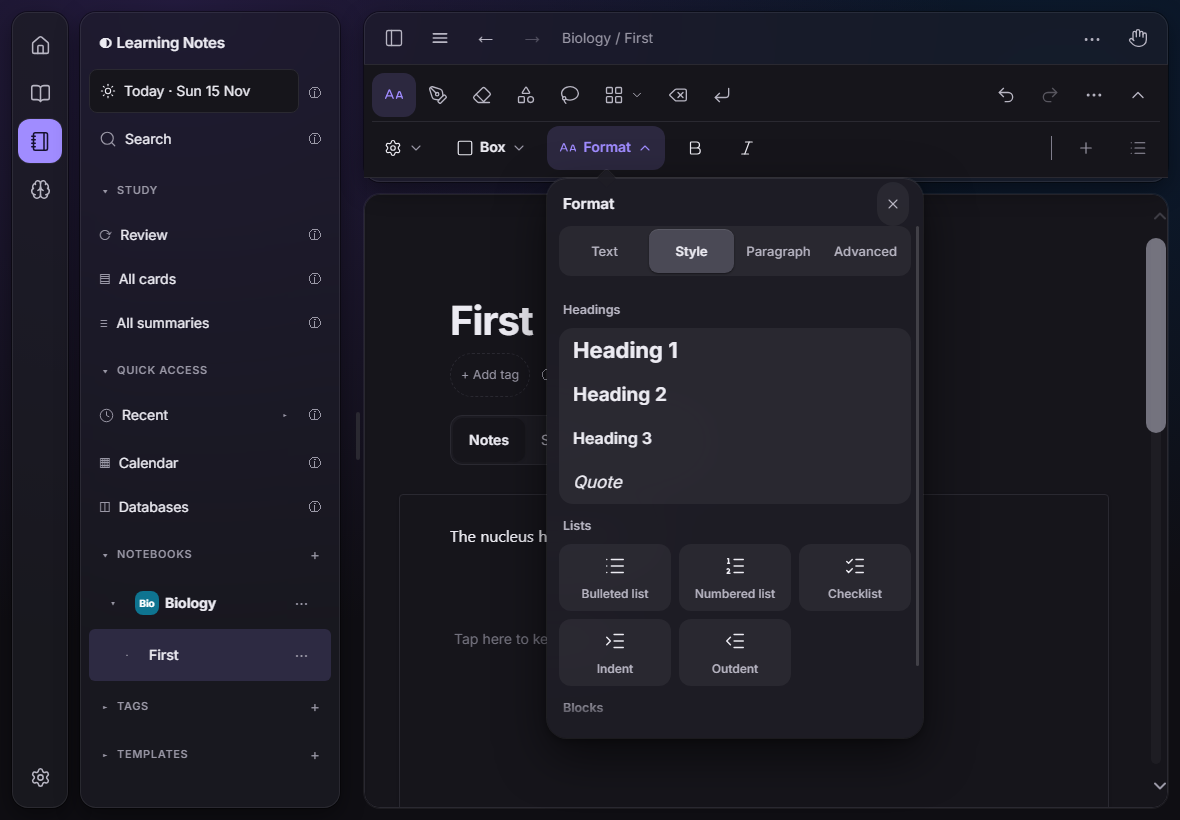 Learning Notes
Today · Sun 15 Nov
Search
STUDY
Review
All cards
All summaries
QUICK ACCESS
Recent
Calendar
Databases
NOTEBOOKS
Bio Biology
First
TAGS
TEMPLATES
Biology / First
AA
Box
AA Format
B
I
First
+ Add tag
Notes
The nucleus h
Tap here to ke
Format
Text Style Paragraph Advanced
Headings
Heading 1
Heading 2
Heading 3
Quote
Lists
Bulleted list
Numbered list
Checklist
Indent
Outdent
Blocks